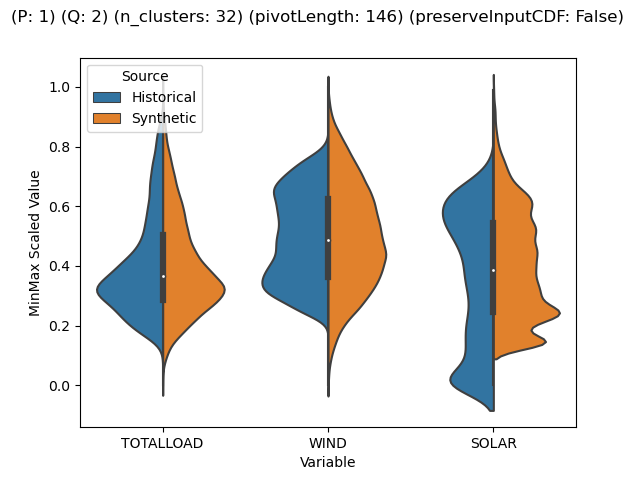 (P: 1) (Q: 2) (n_clusters: 32) (pivotLength: 146) (preserveInputCDF: False)
1.0
0.8
0.6
0.4
0.2
0.0
MinMax Scaled Value
Source
Historical
Synthetic
TOTALLOAD
WIND
SOLAR
Variable